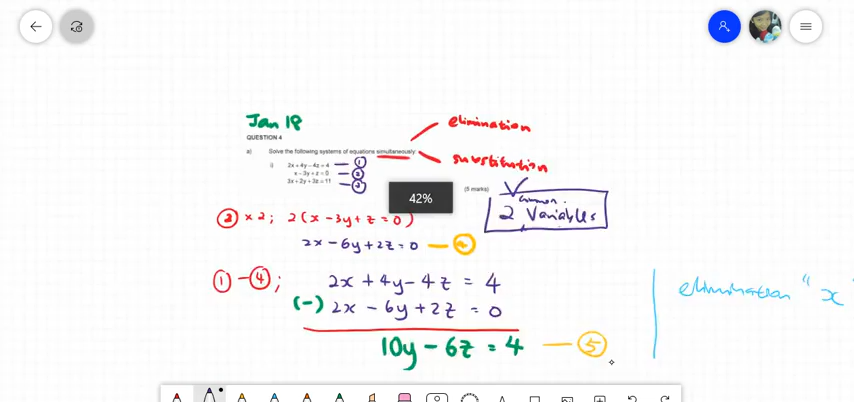 Jan 18
elimination
QUESTION 4
a) Solve the following systems of equations simultaneously:
substitution
i) 2x + 4y - 4z = 4 — ①
x - 3y + z = 0 — ②
3x + 2y + 3z = 11 — ③
(5 marks)
42%
common
2 Variables
② × 2; 2(x - 3y + z = 0)
2x - 6y + 2z = 0 — ④
① - ④; 2x + 4y - 4z = 4
(-) 2x - 6y + 2z = 0
elimination "x"
10y - 6z = 4 — ⑤